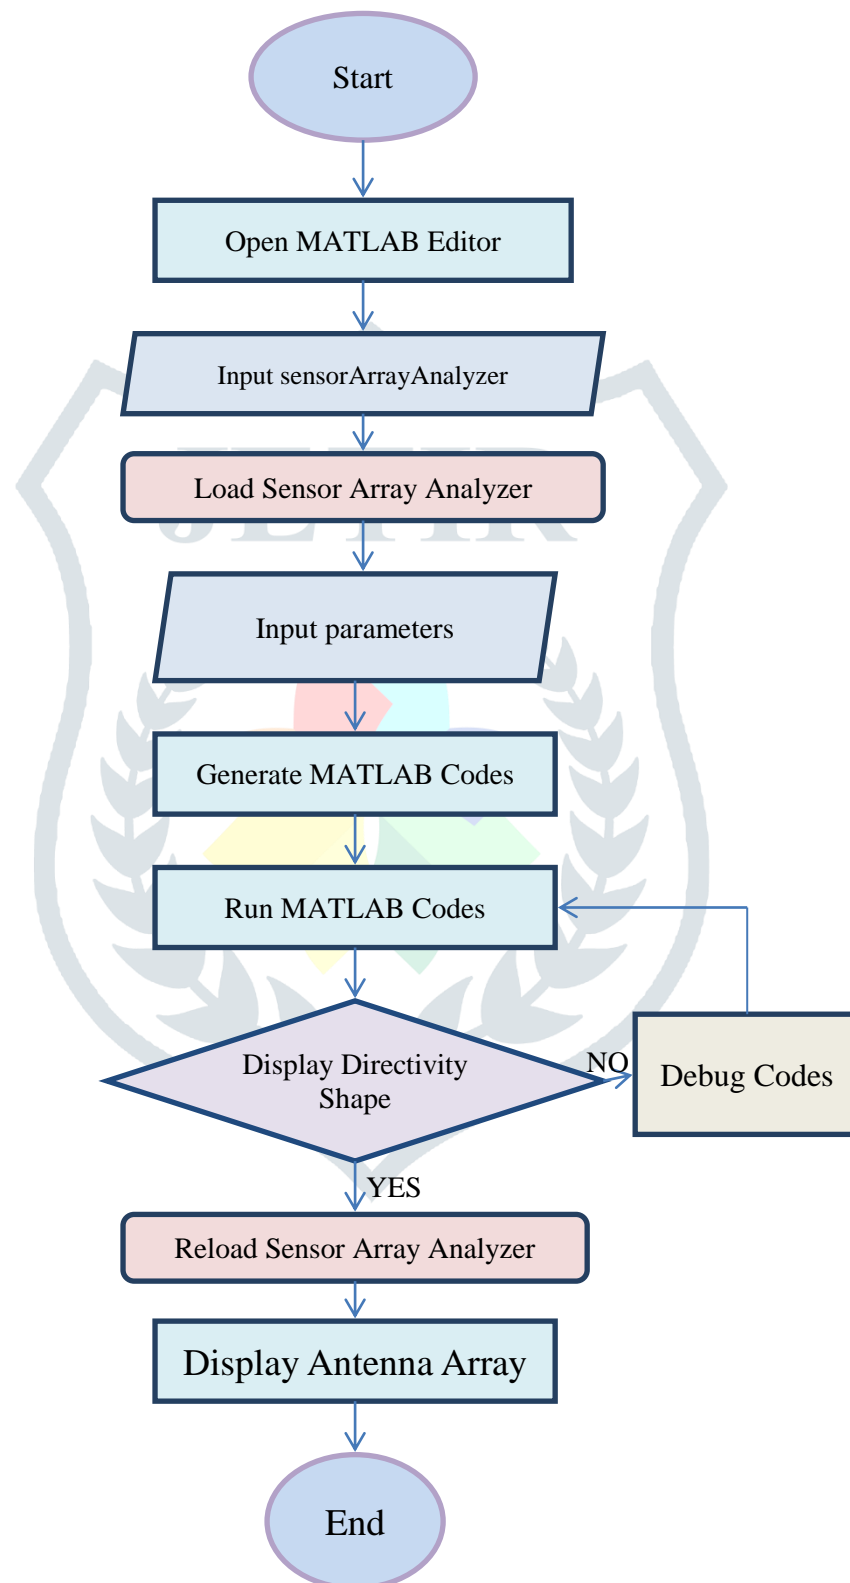 Start
Open MATLAB Editor
Input sensorArrayAnalyzer
JETIR
Load Sensor Array Analyzer
Input parameters
Generate MATLAB Codes
Run MATLAB Codes
Display Directivity
Shape
NO
Debug Codes
YES
Reload Sensor Array Analyzer
Display Antenna Array
End